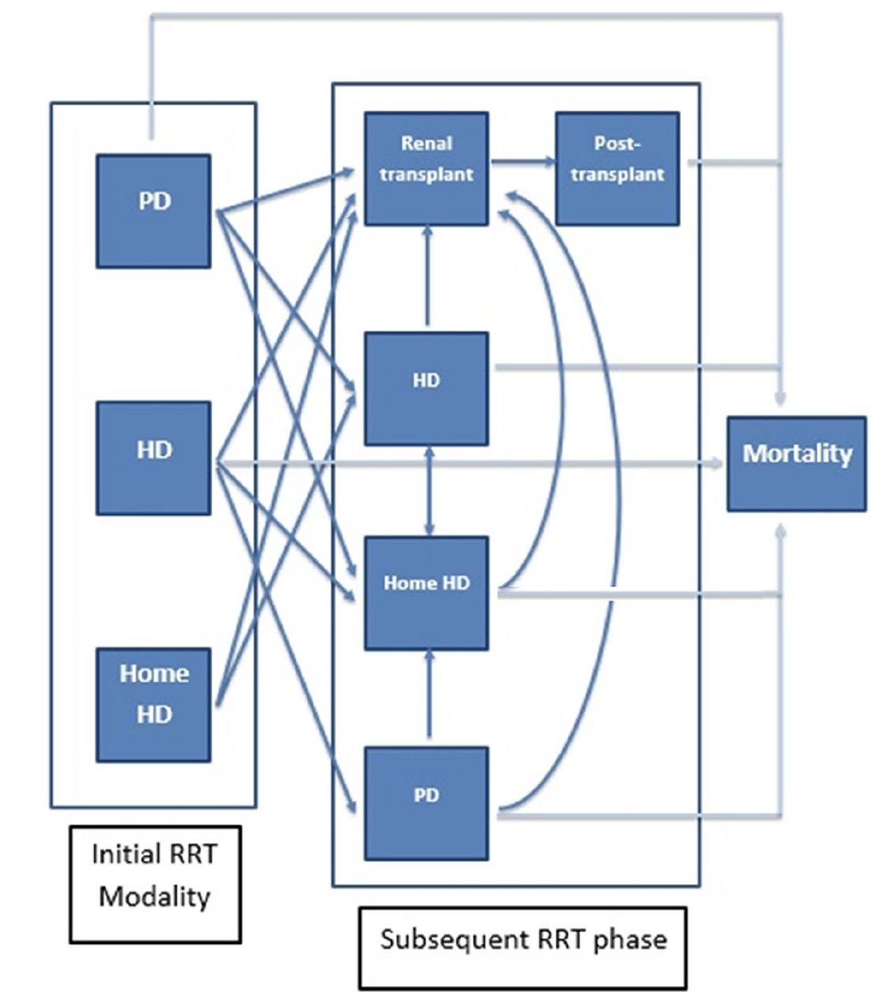 PD
HD
Home
HD
Initial RRT
Modality
Renal
transplant
Post-
transplant
HD
Home HD
PD
Subsequent RRT phase
Mortality